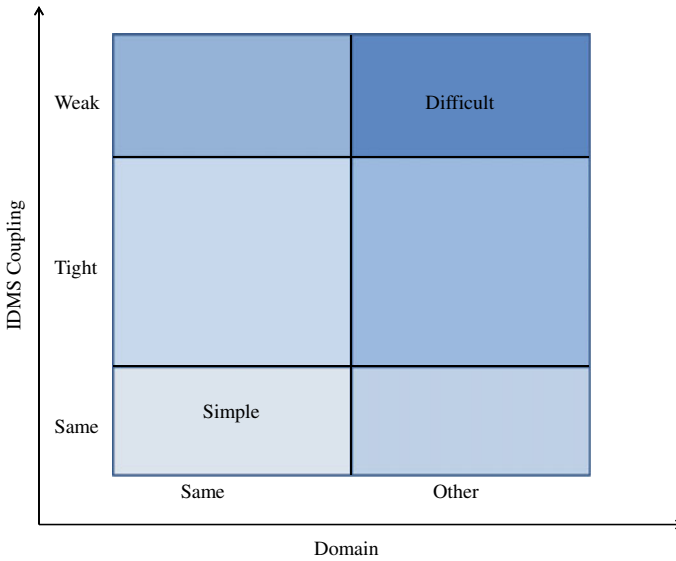 Weak
Difficult
IDMS Coupling
Tight
Simple
Same
Same
Other
Domain